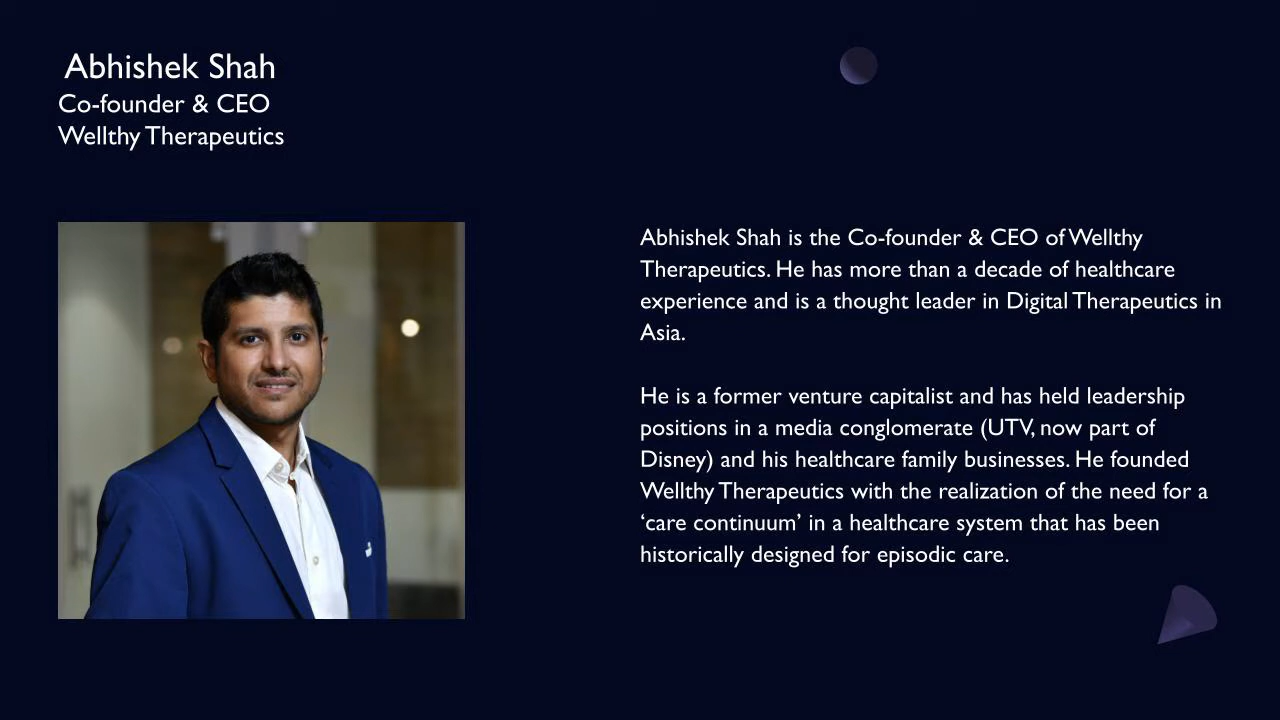 Abhishek Shah
Co-founder & CEO
Wellthy Therapeutics
Abhishek Shah is the Co-founder & CEO of Wellthy
Therapeutics. He has more than a decade of healthcare
experience and is a thought leader in Digital Therapeutics in
Asia.
He is a former venture capitalist and has held leadership
positions in a media conglomerate (UTV, now part of
Disney) and his healthcare family businesses. He founded
Wellthy Therapeutics with the realization of the need for a
‘care continuum’ in a healthcare system that has been
historically designed for episodic care.